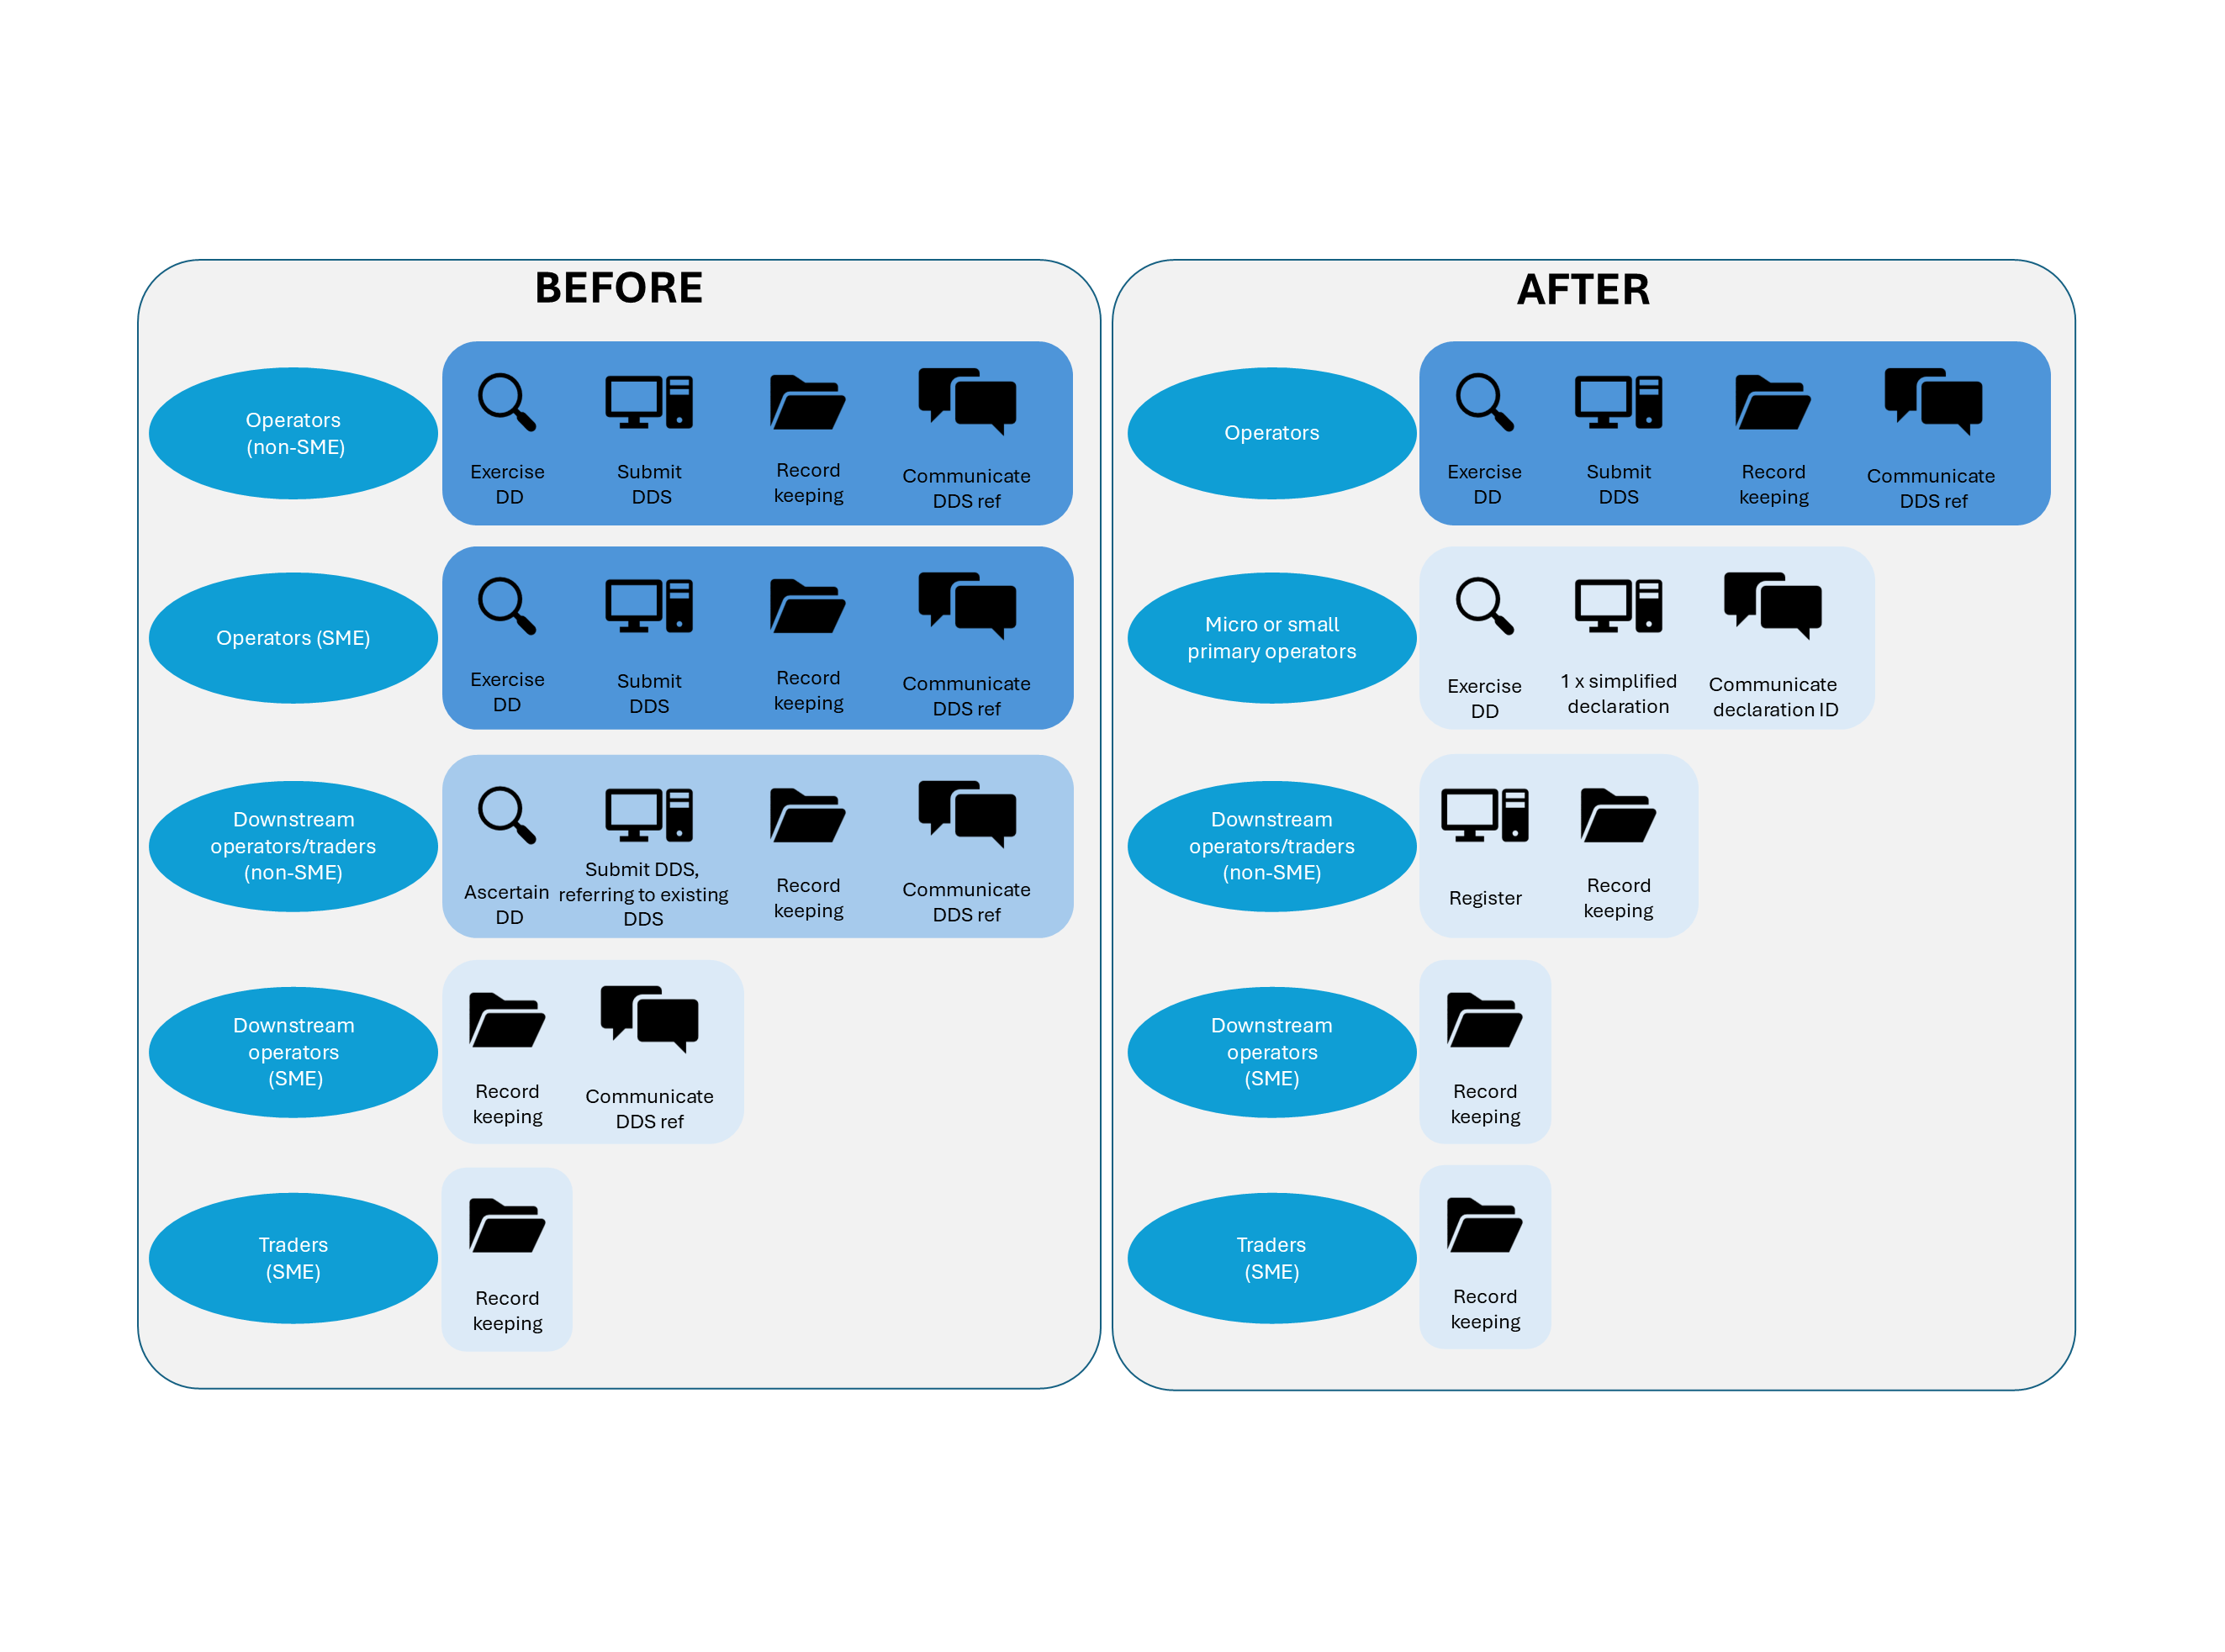 BEFORE
Operators
(non-SME)
Exercise
DD
Submit
DDS
Record
keeping
Communicate
DDS ref
Operators (SME)
Exercise
DD
Submit
DDS
Record
keeping
Communicate
DDS ref
Downstream
operators/traders
(non-SME)
Ascertain
DD
Submit DDS,
referring to existing
DDS
Record
keeping
Communicate
DDS ref
Downstream
operators
(SME)
Record
keeping
Communicate
DDS ref
Traders
(SME)
Record
keeping
AFTER
Operators
Exercise
DD
Submit
DDS
Record
keeping
Communicate
DDS ref
Micro or small
primary operators
Exercise
DD
1 x simplified
declaration
Communicate
declaration ID
Downstream
operators/traders
(non-SME)
Register
Record
keeping
Downstream
operators
(SME)
Record
keeping
Traders
(SME)
Record
keeping